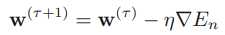 w^{(τ+1)} = w^{(τ)} − η∇E_n